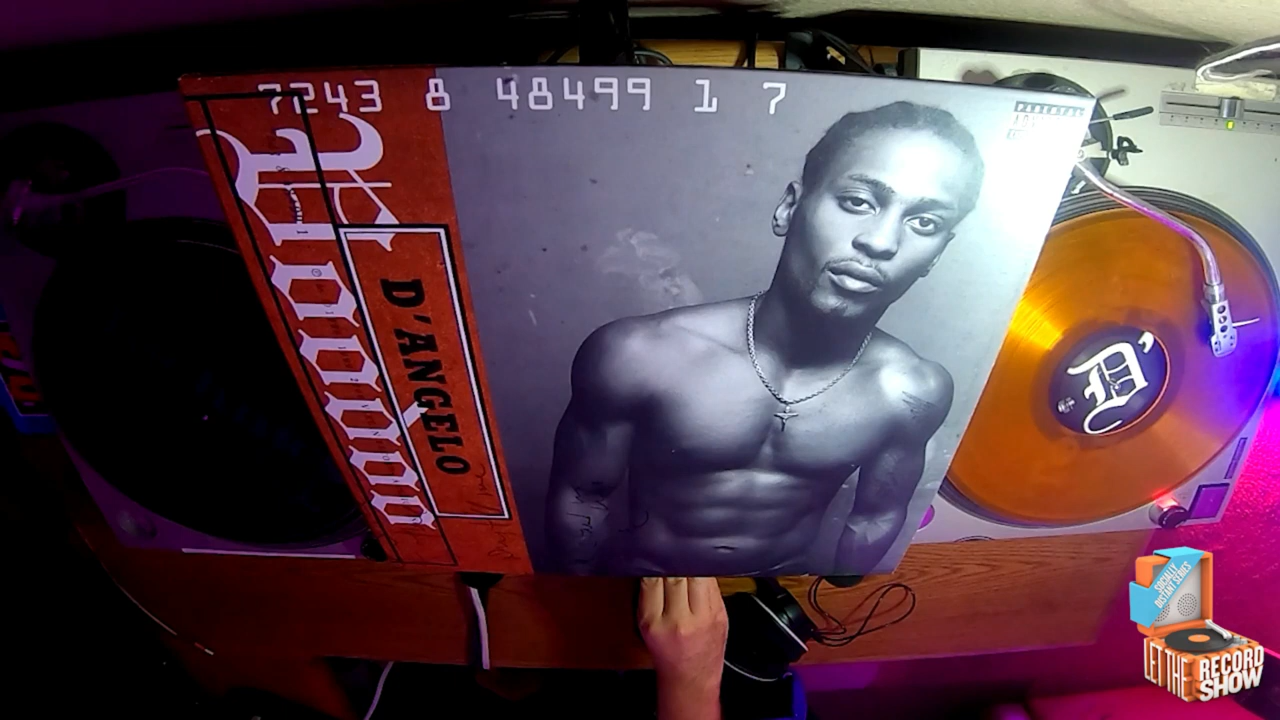 7243 8 48499 1 7
Voodoo
D'ANGELO
D'
SOCIALLY
DISTANT SERIES
LET THE RECORD
SHOW